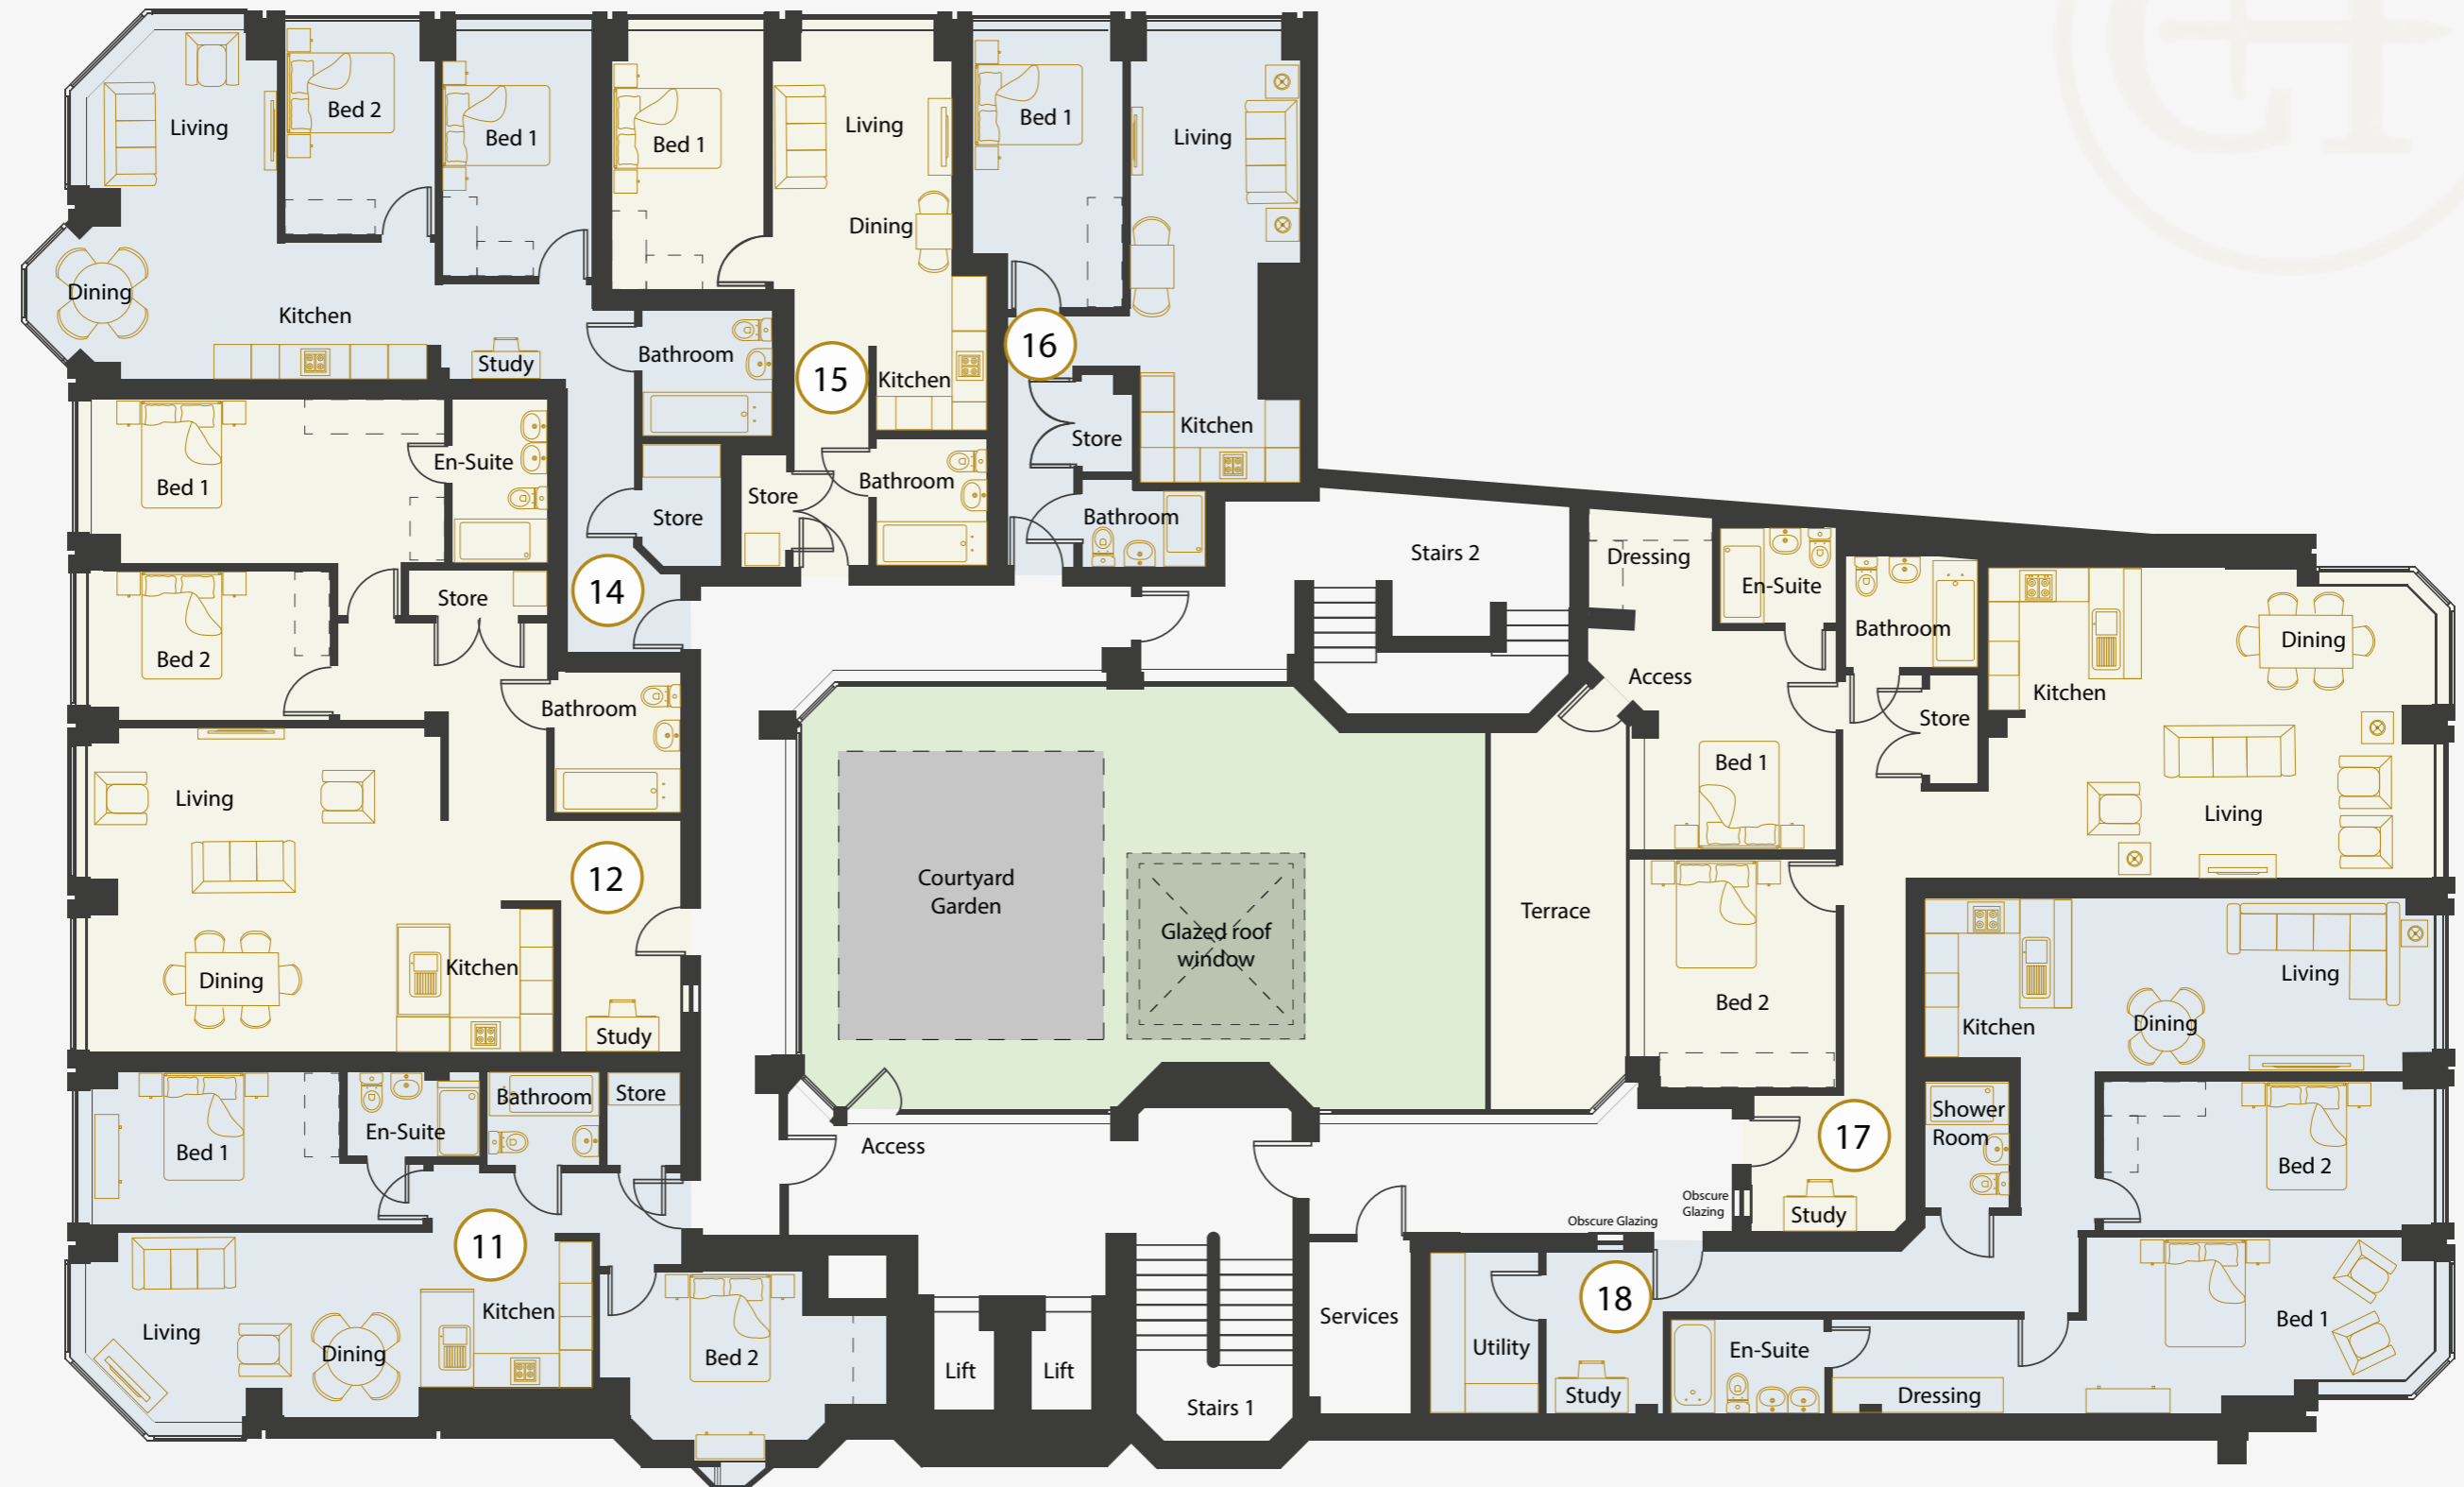 Living
Bed 2
Bed 1
Dining
Kitchen
Study
Bathroom
Store
14
Bed 1
Living
Dining
Kitchen
15
Store
Bathroom
Bed 1
Living
16
Store
Kitchen
Bathroom
Stairs 2
Bed 1
En-Suite
Bed 2
Store
Bathroom
Living
12
Dining
Kitchen
Study
Courtyard
Garden
Glazed roof
window
Terrace
Dressing
En-Suite
Bathroom
Access
Store
Kitchen
Dining
Bed 1
Living
Bed 2
17
Study
Obscure
Glazing
Obscure Glazing
Kitchen
Dining
Living
Shower
Room
Bed 2
18
Utility
Study
En-Suite
Dressing
Bed 1
Bed 1
En-Suite
Bathroom
Store
11
Living
Dining
Kitchen
Bed 2
Access
Lift
Lift
Stairs 1
Services